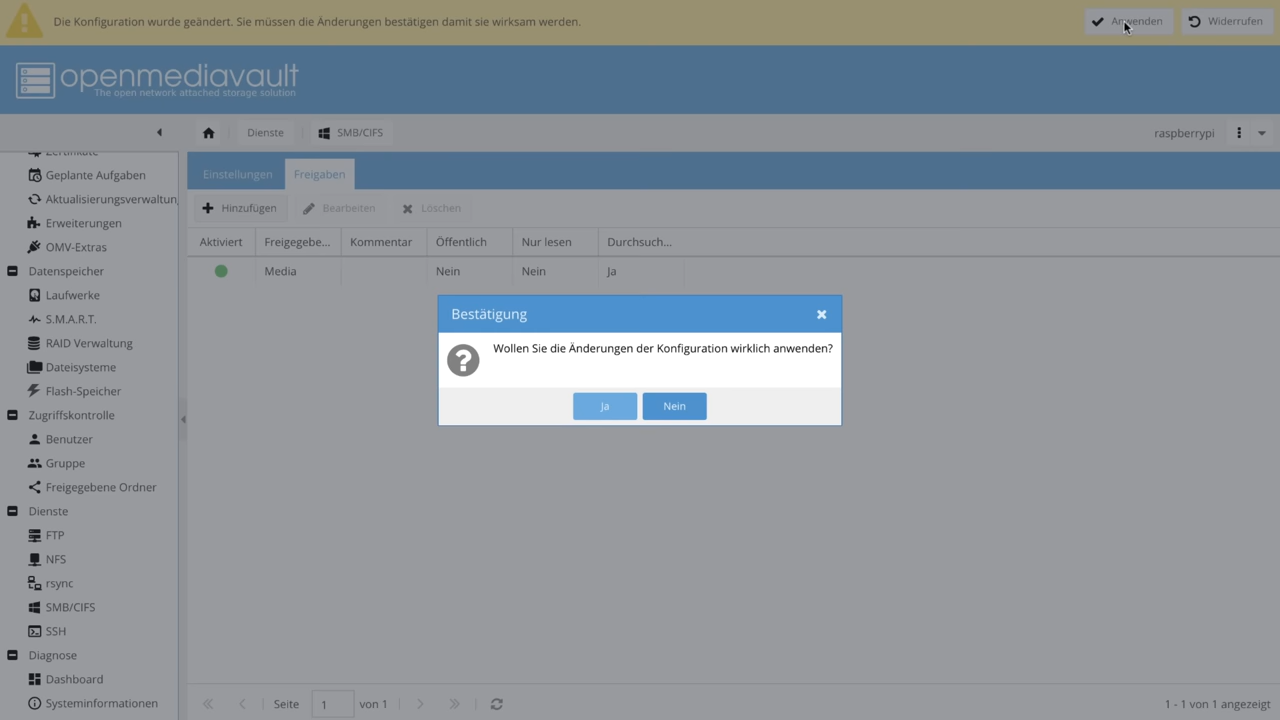 Die Konfiguration wurde geändert. Sie müssen die Änderungen bestätigen damit sie wirksam werden.
Anwenden
Widerrufen
openmediavault
The open network attached storage solution
Dienste
SMB/CIFS
raspberrypi
Zertifikate
Geplante Aufgaben
Aktualisierungsverwaltun
Erweiterungen
OMV-Extras
Datenspeicher
Laufwerke
S.M.A.R.T.
RAID Verwaltung
Dateisysteme
Flash-Speicher
Zugriffskontrolle
Benutzer
Gruppe
Freigegebene Ordner
Dienste
FTP
NFS
rsync
SMB/CIFS
SSH
Diagnose
Dashboard
Systeminformationen
Einstellungen
Freigaben
Hinzufügen
Bearbeiten
Löschen
Aktiviert Freigegebe... Kommentar Öffentlich Nur lesen Durchsuch...
Media Nein Nein Ja
Bestätigung
Wollen Sie die Änderungen der Konfiguration wirklich anwenden?
Ja
Nein
Seite 1 von 1
1 - 1 von 1 angezeigt